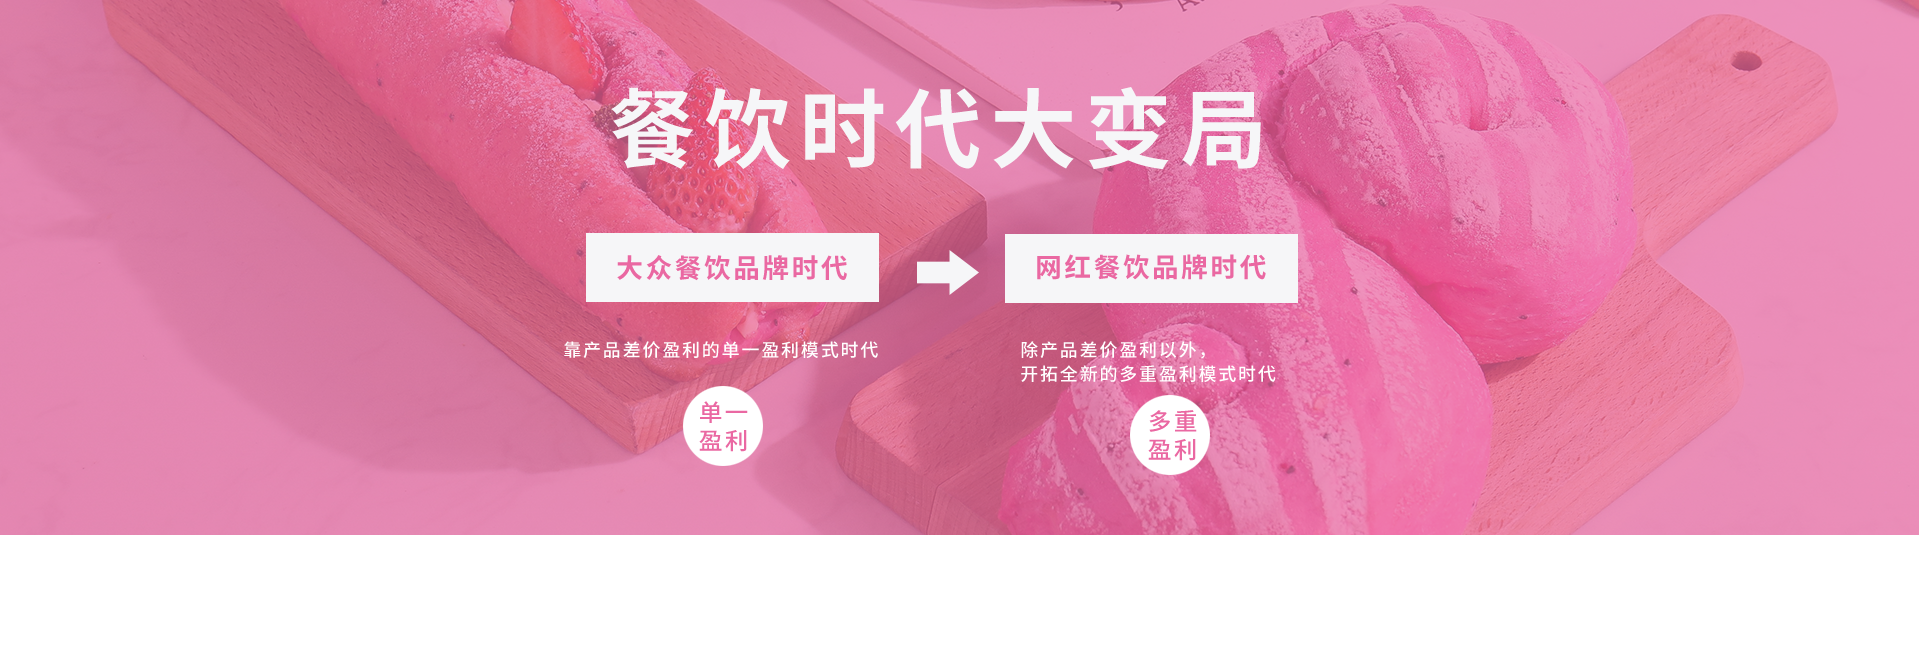 餐饮时代大变局
大众餐饮品牌时代
网红餐饮品牌时代
靠产品差价盈利的单一盈利模式时代
除产品差价盈利以外，
开拓全新的多重盈利模式时代
单一
盈利
多重
盈利